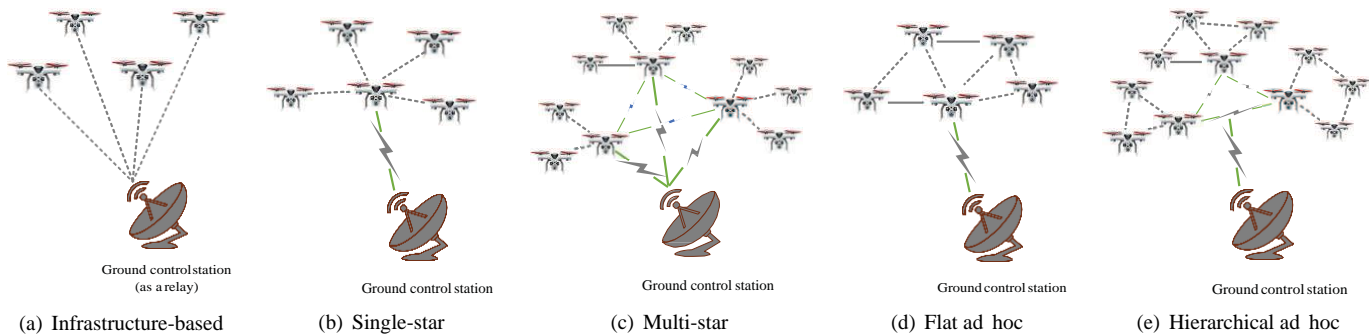 Ground control station
(as a relay)
Ground control station
Ground control station
Ground control station
Ground control station
(a) Infrastructure-based
(b) Single-star
(c) Multi-star
(d) Flat ad hoc
(e) Hierarchical ad hoc